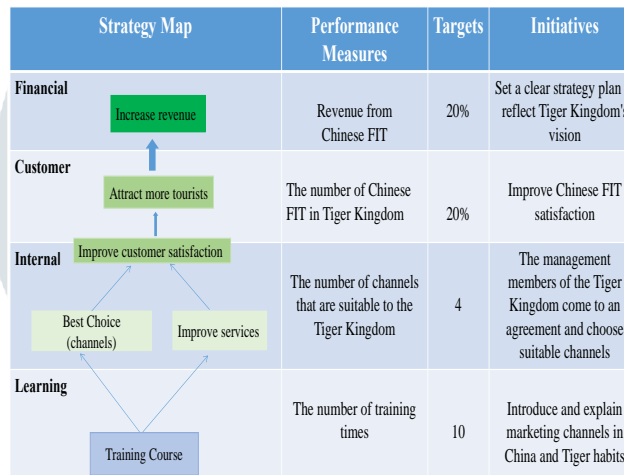 Strategy Map
Performance
Measures
Targets
Initiatives
Financial
Increase revenue
Revenue from
Chinese FIT
20%
Set a clear strategy plan
reflect Tiger Kingdom's
vision
Customer
Attract more tourists
The number of Chinese
FIT in Tiger Kingdom
20%
Improve Chinese FIT
satisfaction
Internal
Improve customer satisfaction
Best Choice
(channels)
Improve services
The number of channels
that are suitable to the
Tiger Kingdom
4
The management
members of the Tiger
Kingdom come to an
agreement and choose
suitable channels
Learning
Training Course
The number of training
times
10
Introduce and explain
marketing channels in
China and Tiger habits